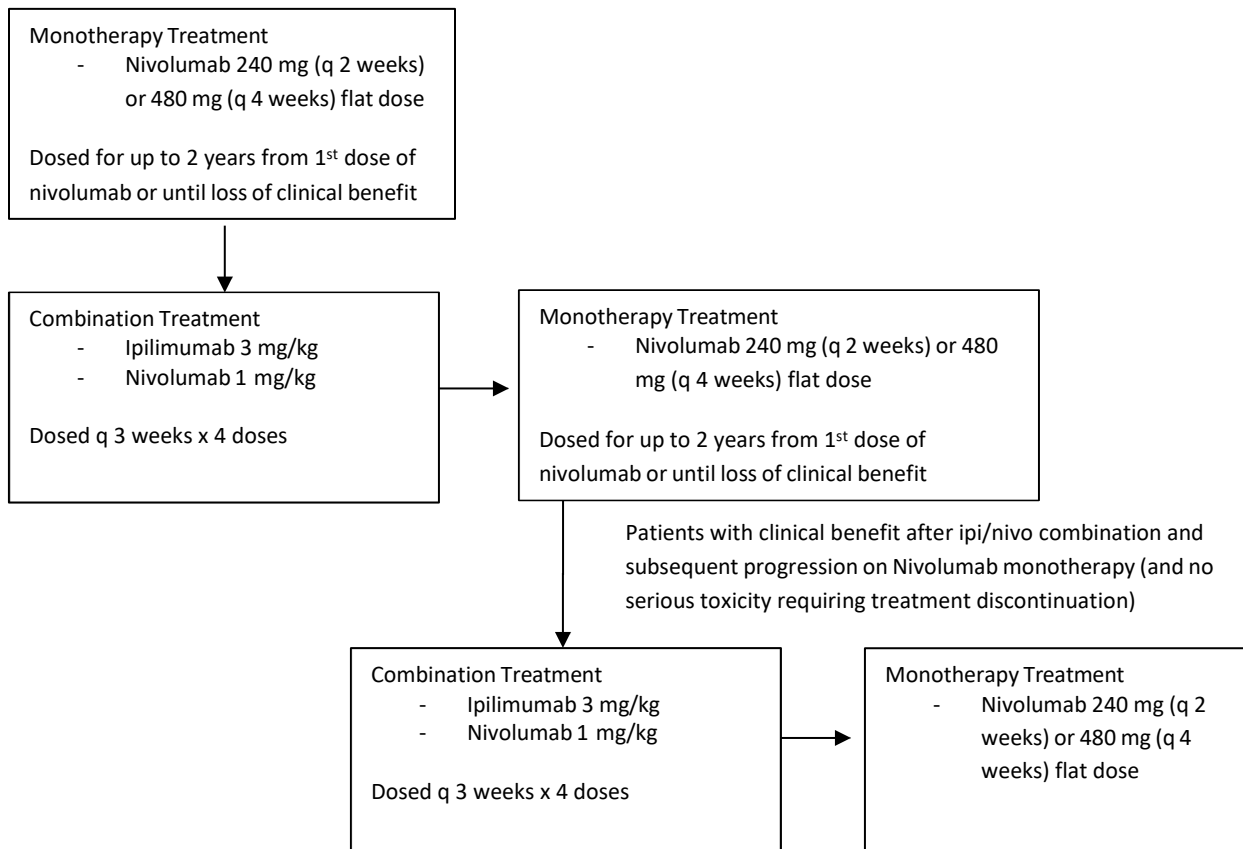 Monotherapy Treatment
- Nivolumab 240 mg (q 2 weeks)
or 480 mg (q 4 weeks) flat dose
Dosed for up to 2 years from 1st dose of
nivolumab or until loss of clinical benefit
Combination Treatment
- Ipilimumab 3 mg/kg
- Nivolumab 1 mg/kg
Dosed q 3 weeks x 4 doses
Monotherapy Treatment
- Nivolumab 240 mg (q 2 weeks) or 480
mg (q 4 weeks) flat dose
Dosed for up to 2 years from 1st dose of
nivolumab or until loss of clinical benefit
Patients with clinical benefit after ipi/nivo combination and
subsequent progression on Nivolumab monotherapy (and no
serious toxicity requiring treatment discontinuation)
Combination Treatment
- Ipilimumab 3 mg/kg
- Nivolumab 1 mg/kg
Dosed q 3 weeks x 4 doses
Monotherapy Treatment
- Nivolumab 240 mg (q 2
weeks) or 480 mg (q 4
weeks) flat dose